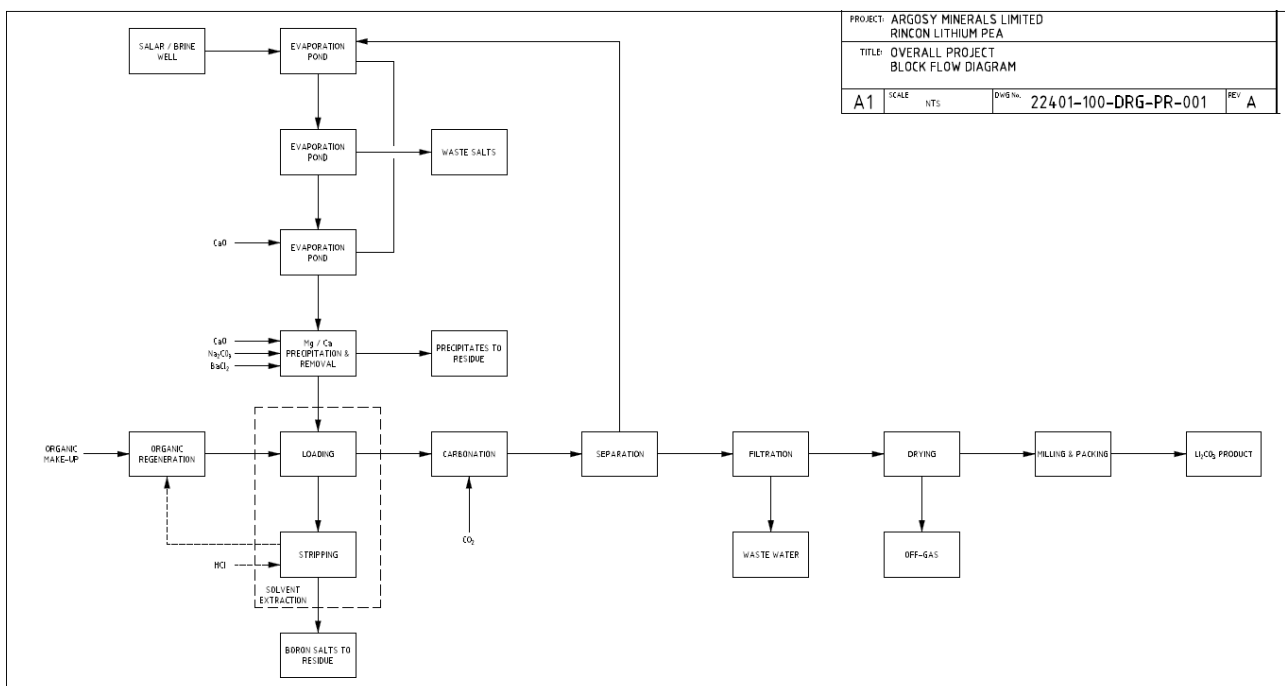 PROJECT: ARGOSY MINERALS LIMITED
RINCON LITHIUM PEA
TITLE: OVERALL PROJECT
BLOCK FLOW DIAGRAM
A1 SCALE NTS DWG No. 22401-100-DRG-PR-001 REV A
SALAR / BRINE
WELL
EVAPORATION
POND
EVAPORATION
POND
WASTE SALTS
CaO
EVAPORATION
POND
CaO
Na₂CO₃
BaCl₂
Mg / Ca
PRECIPITATION &
REMOVAL
PRECIPITATES TO
RESIDUE
ORGANIC
MAKE-UP
ORGANIC
REGENERATION
LOADING
CARBONATION
SEPARATION
FILTRATION
DRYING
MILLING & PACKING
Li₂CO₃ PRODUCT
HCl
STRIPPING
CO₂
WASTE WATER
OFF-GAS
SOLVENT
EXTRACTION
BORON SALTS TO
RESIDUE